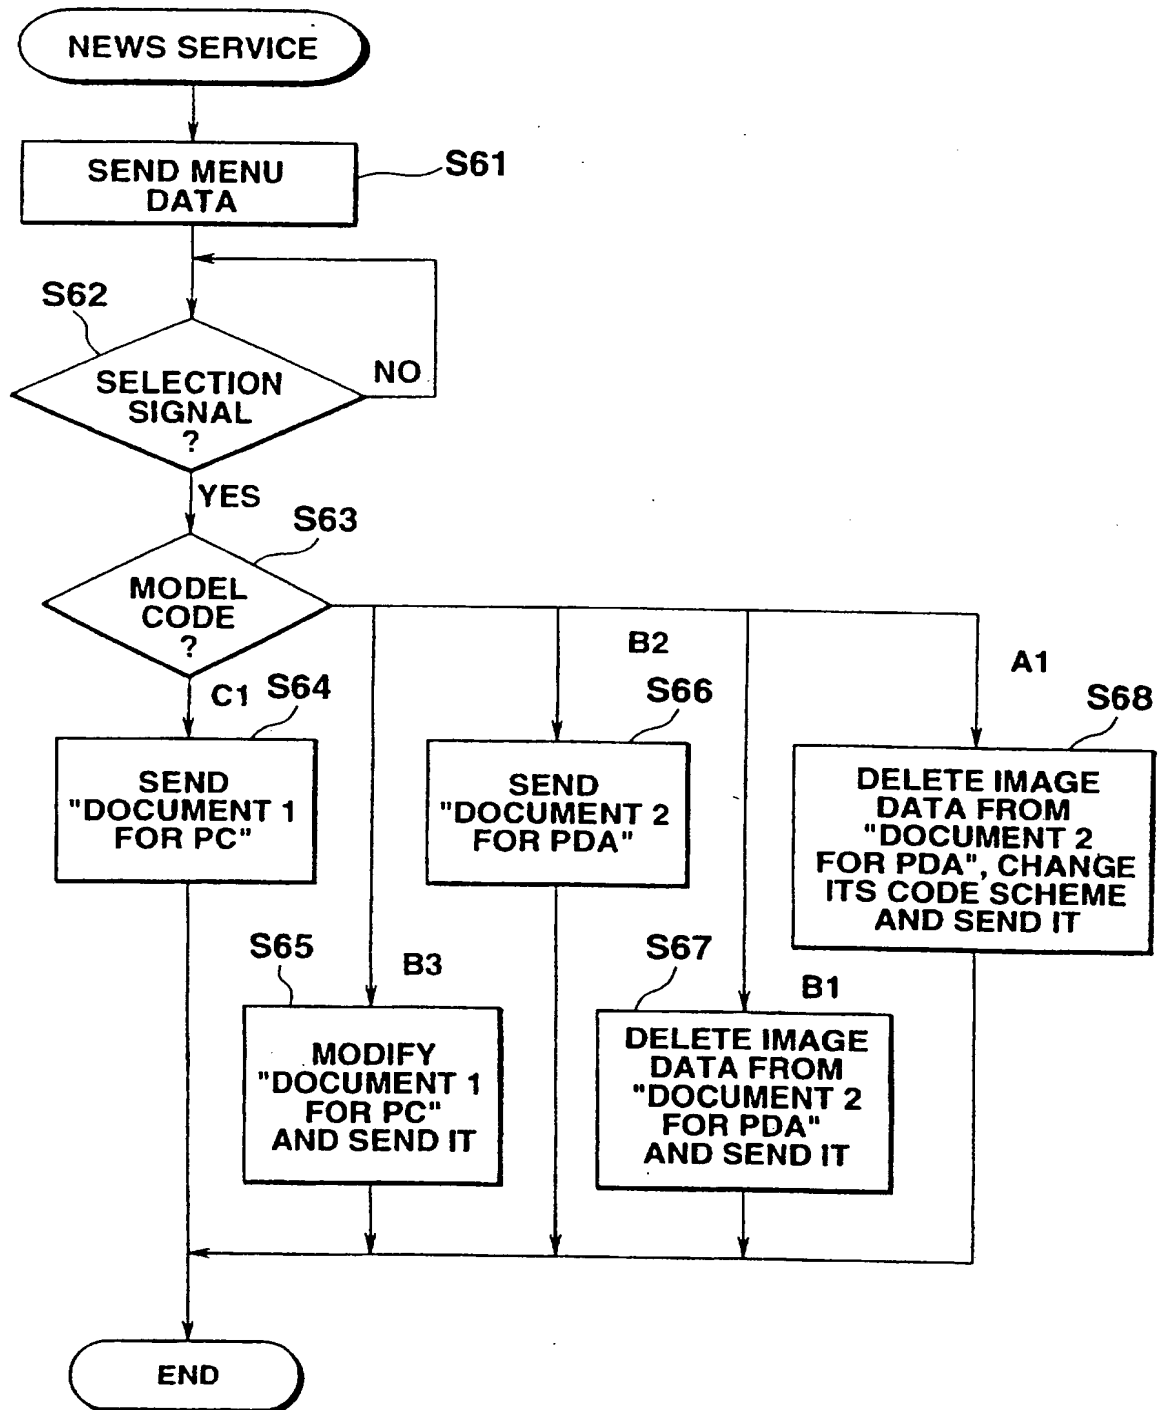 NEWS SERVICE
SEND MENU
DATA
S61
S62
SELECTION
SIGNAL
?
NO
YES
S63
MODEL
CODE
?
C1
S64
SEND
"DOCUMENT 1
FOR PC"
B3
S65
MODIFY
"DOCUMENT 1
FOR PC"
AND SEND IT
B2
S66
SEND
"DOCUMENT 2
FOR PDA"
B1
S67
DELETE IMAGE
DATA FROM
"DOCUMENT 2
FOR PDA"
AND SEND IT
A1
S68
DELETE IMAGE
DATA FROM
"DOCUMENT 2
FOR PDA", CHANGE
ITS CODE SCHEME
AND SEND IT
END